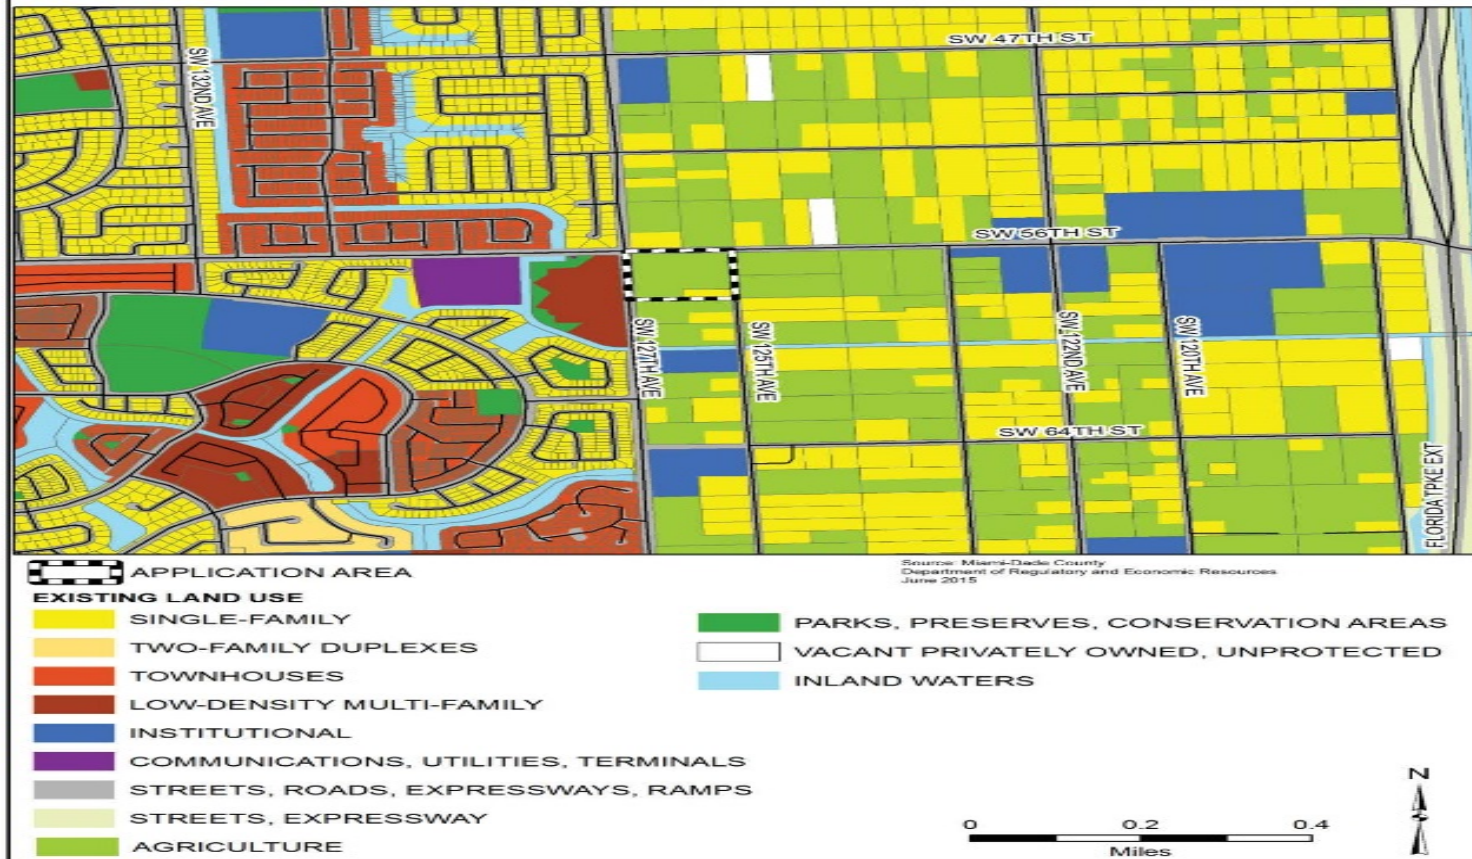 SW 47TH ST
SW 132ND AVE
SW 56TH ST
SW 127TH AVE
SW 125TH AVE
SW 122ND AVE
SW 120TH AVE
SW 64TH ST
FLORIDA TPKE EXT
APPLICATION AREA
Source: Miami-Dade County
Department of Regulatory and Economic Resources
June 2015
EXISTING LAND USE
SINGLE-FAMILY
TWO-FAMILY DUPLEXES
TOWNHOUSES
LOW-DENSITY MULTI-FAMILY
INSTITUTIONAL
COMMUNICATIONS, UTILITIES, TERMINALS
STREETS, ROADS, EXPRESSWAYS, RAMPS
STREETS, EXPRESSWAY
AGRICULTURE
PARKS, PRESERVES, CONSERVATION AREAS
VACANT PRIVATELY OWNED, UNPROTECTED
INLAND WATERS
N
0 0.2 0.4
Miles